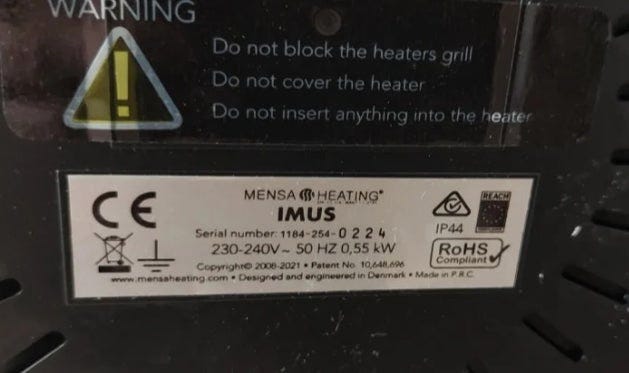 WARNING
Do not block the heaters grill
Do not cover the heater
Do not insert anything into the heater
CE
MENSA HEATING®
IMUS
Serial number: 1184-254-0224
230-240V~ 50 HZ 0,55 kW
Copyright© 2008-2021 • Patent No. 10,648,696
www.mensaheating.com • Designed and engineered in Denmark • Made in P.R.C.
REACH
IP44
RoHS
Compliant